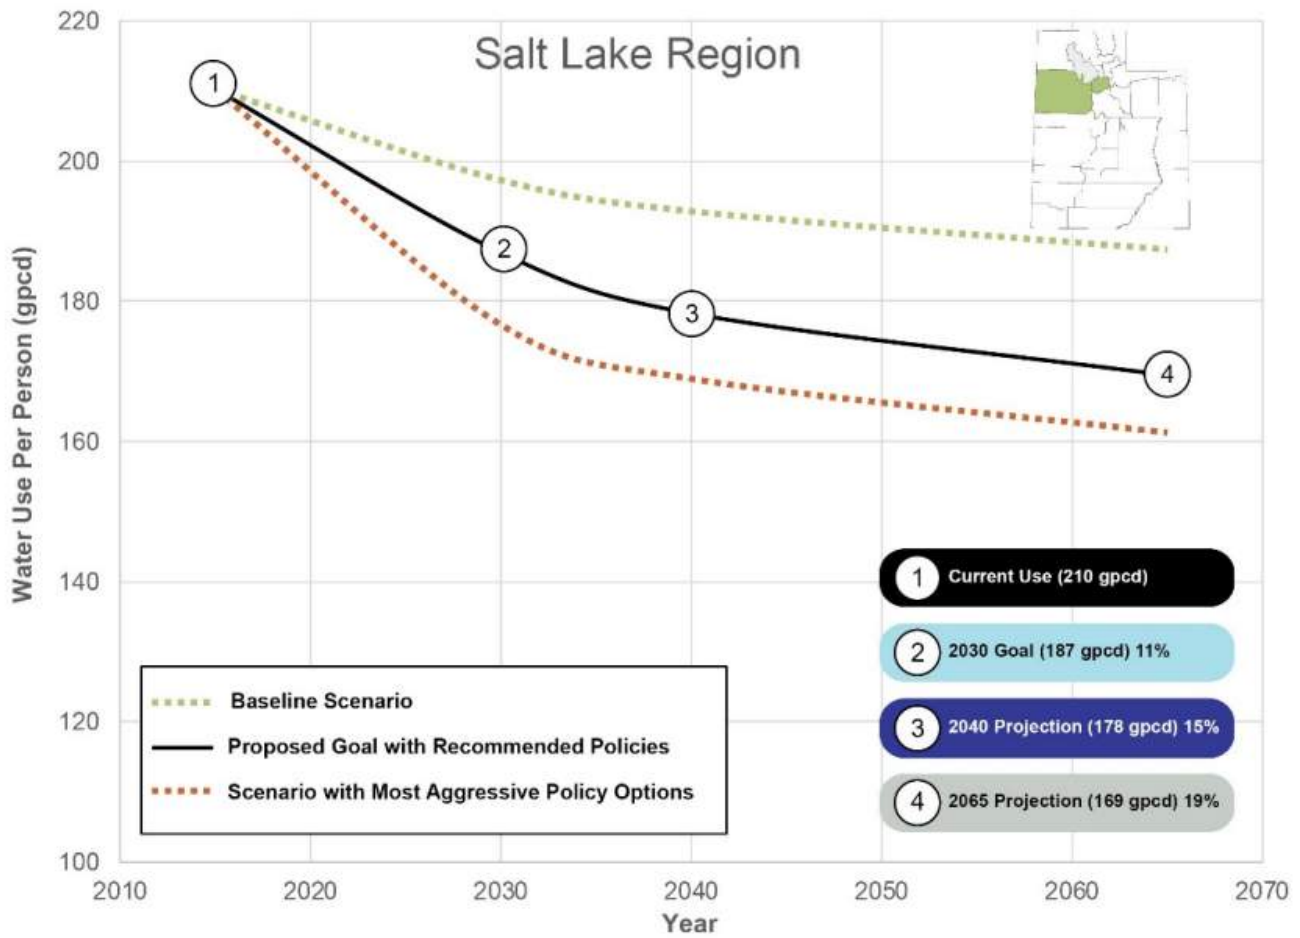 Salt Lake Region
220
200
180
160
140
120
100
Water Use Per Person (gpcd)
1
2
3
4
1 Current Use (210 gpcd)
2 2030 Goal (187 gpcd) 11%
3 2040 Projection (178 gpcd) 15%
4 2065 Projection (169 gpcd) 19%
Baseline Scenario
Proposed Goal with Recommended Policies
Scenario with Most Aggressive Policy Options
2010 2020 2030 2040 2050 2060 2070
Year